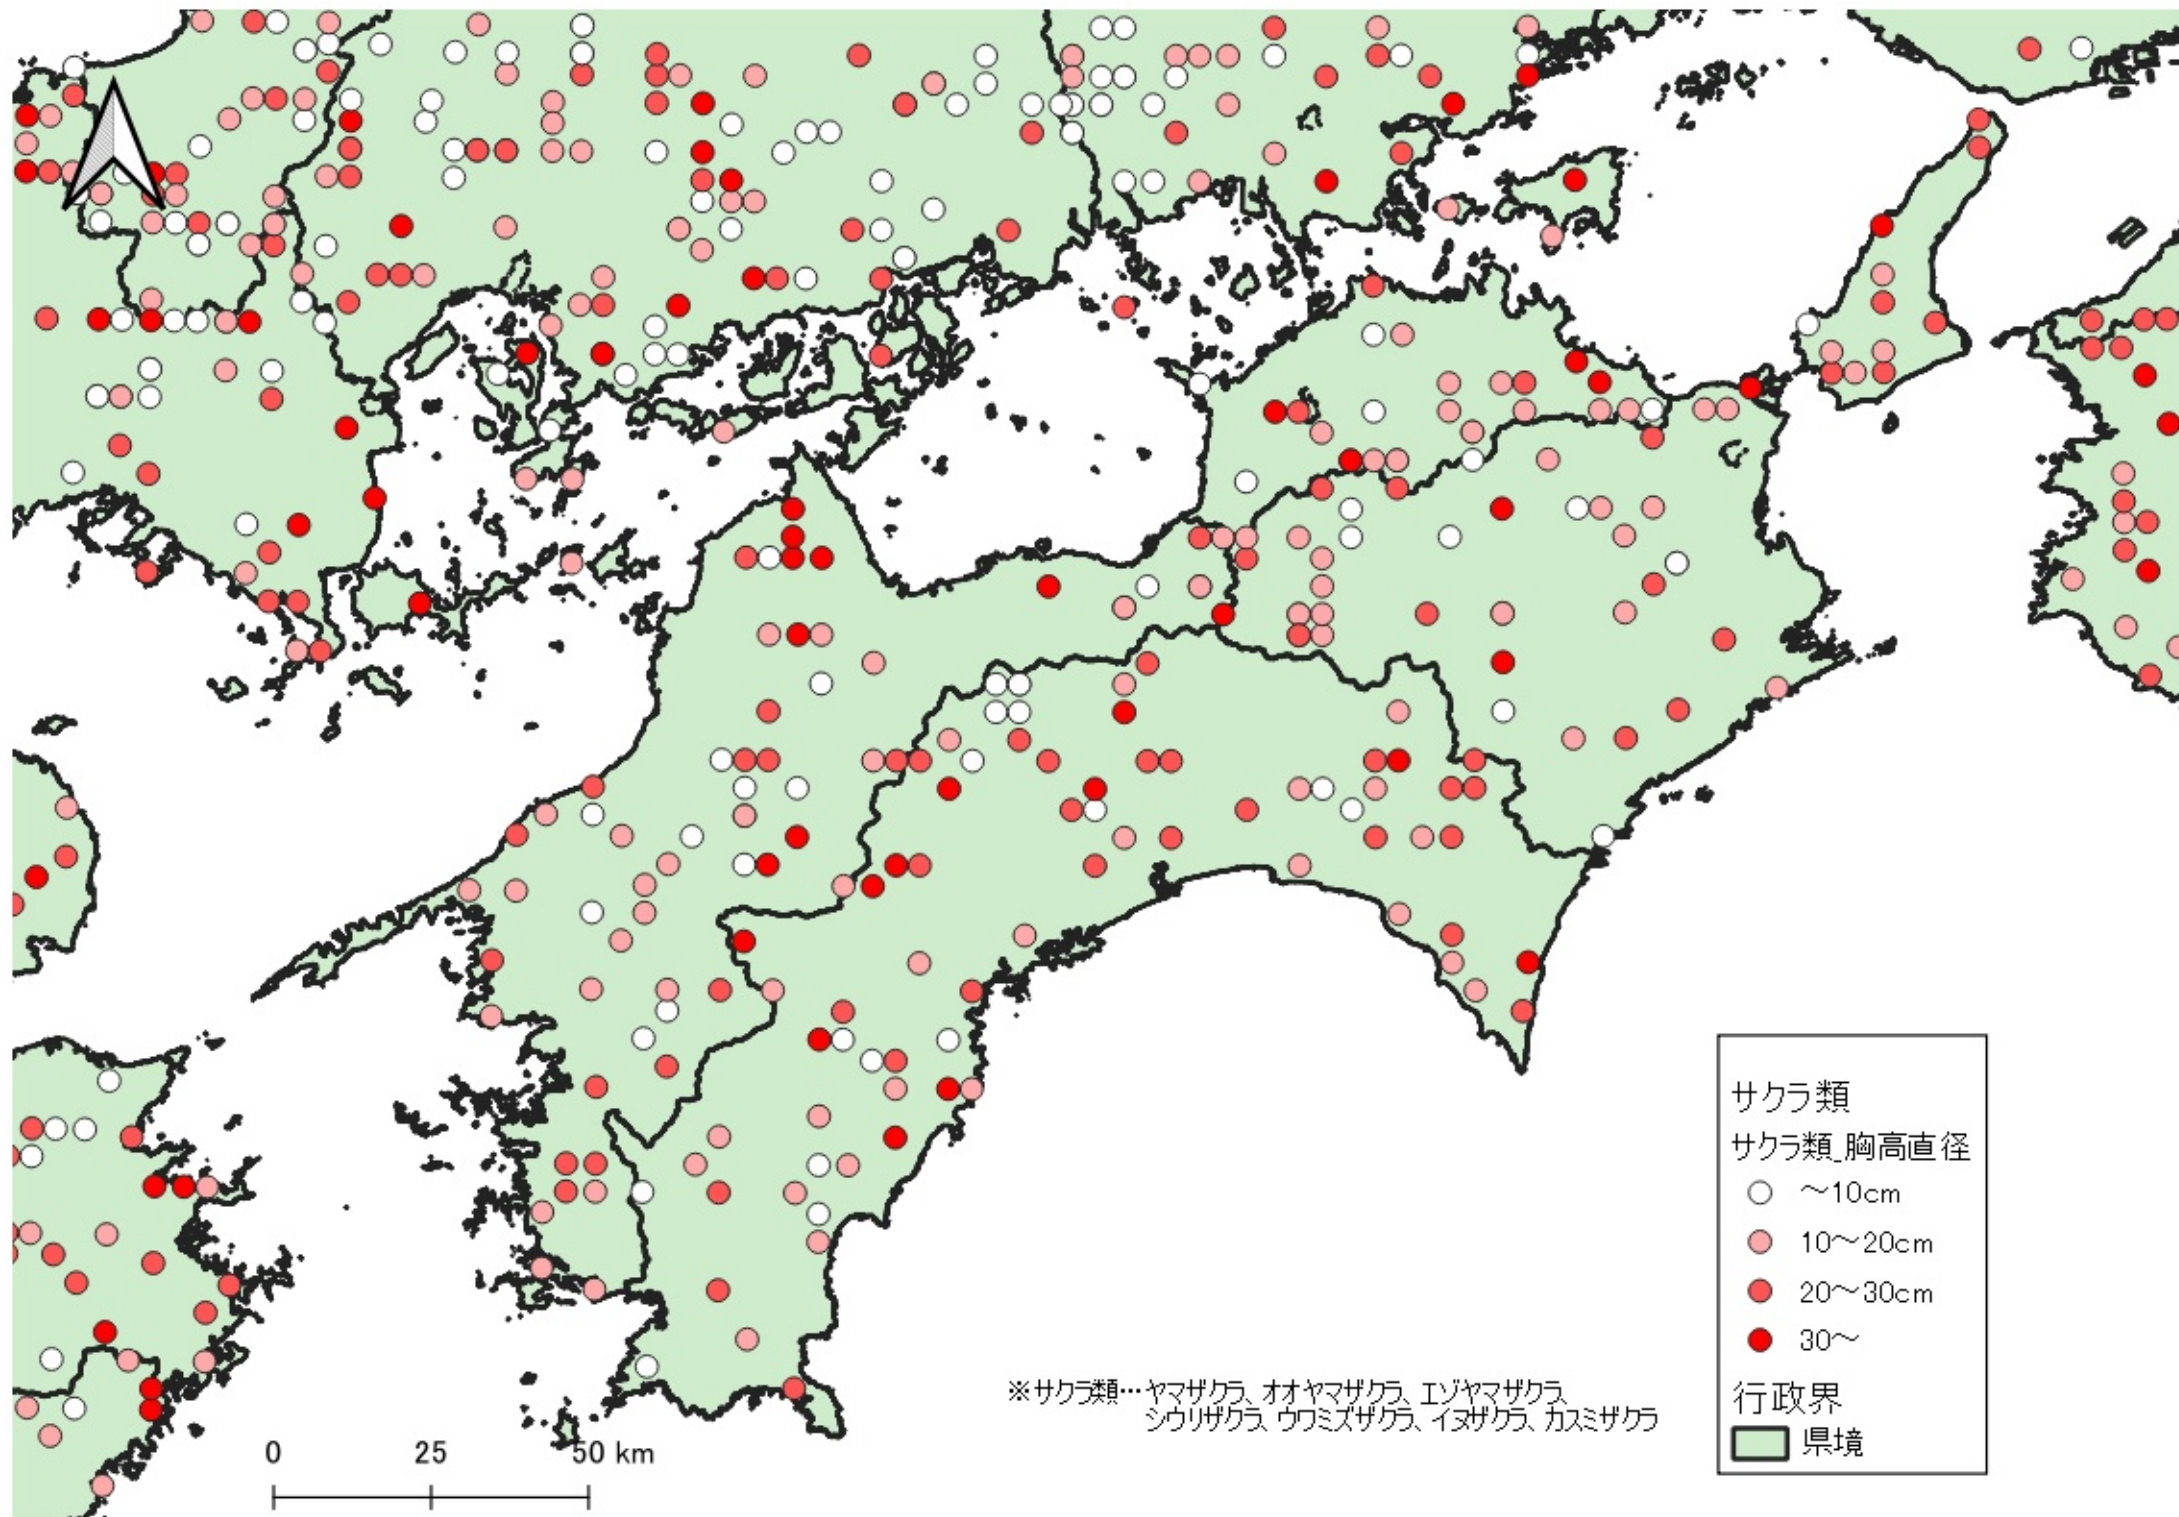 サクラ類
サクラ類_胸高直径
～10cm
10～20cm
20～30cm
30～
行政界
県境
※サクラ類…ヤマザクラ、オオヤマザクラ、エゾヤマザクラ、
シウリザクラ、ウワミズザクラ、イヌザクラ、カスミザクラ
0 25 50 km